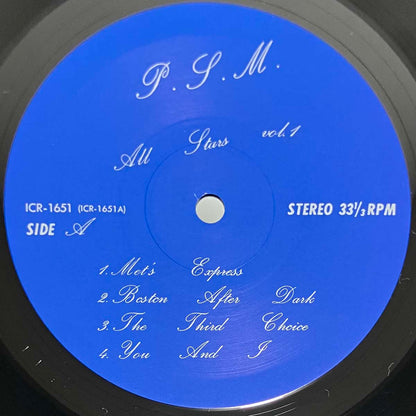 P. S. M.
All Stars vol.1
ICR-1651 (ICR-1651A)
STEREO 33⅓RPM
SIDE A
1. Met's Express
2. Boston After Dark
3. The Third Choice
4. You And I